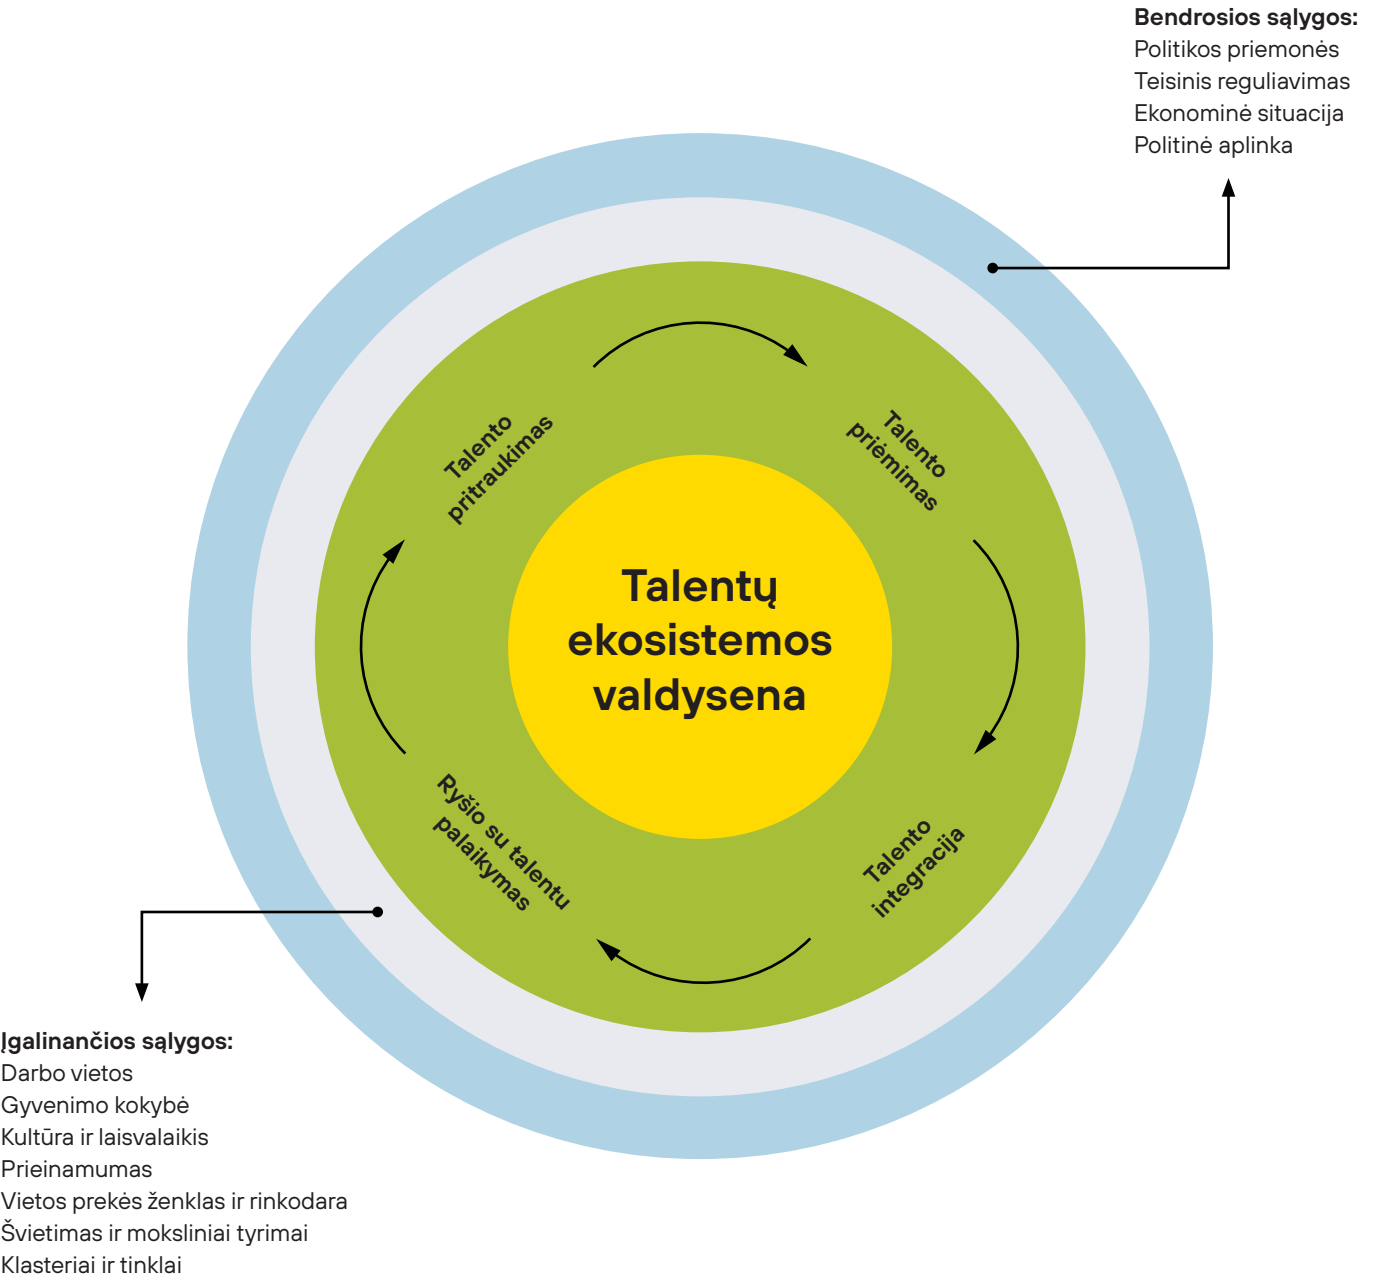 Bendrosios sąlygos:
Politikos priemonės
Teisinis reguliavimas
Ekonominė situacija
Politinė aplinka
Talento
pritraukimas
Talento
priėmimas
Talentų
ekosistemos
valdysena
Ryšio su talentu
palaikymas
Talento
integracija
Įgalinančios sąlygos:
Darbo vietos
Gyvenimo kokybė
Kultūra ir laisvalaikis
Prieinamumas
Vietos prekės ženklas ir rinkodara
Švietimas ir moksliniai tyrimai
Klasteriai ir tinklai